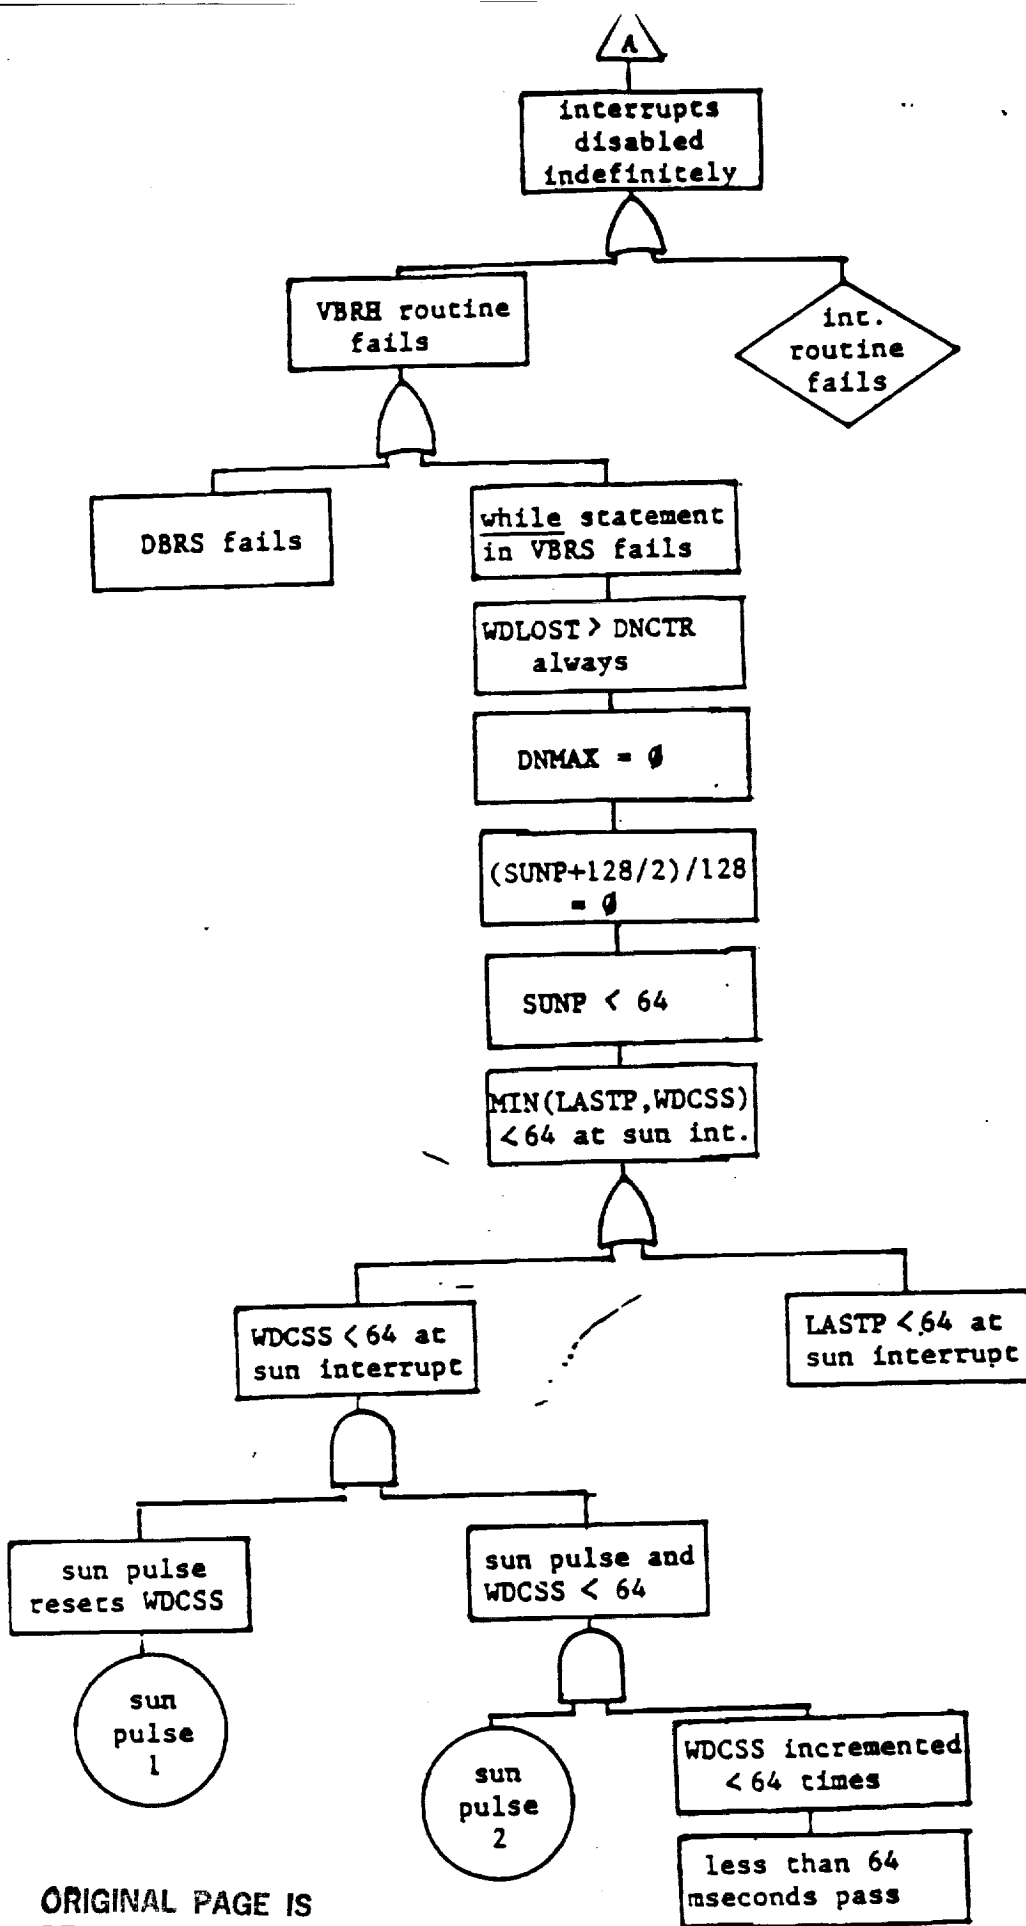 A
interrupts
disabled
indefinitely
VBRH routine
fails
int.
routine
fails
DBRS fails
while statement
in VBRS fails
WDLOST > DNCTR
always
DNMAX = Ø
(SUNP+128/2)/128
= Ø
SUNP < 64
MIN(LASTP,WDCSS)
<64 at sun int.
WDCSS <64 at
sun interrupt
LASTP <64 at
sun interrupt
sun pulse
resets WDCSS
sun pulse and
WDCSS < 64
sun
pulse
1
sun
pulse
2
WDCSS incremented
<64 times
less than 64
mseconds pass
ORIGINAL PAGE IS